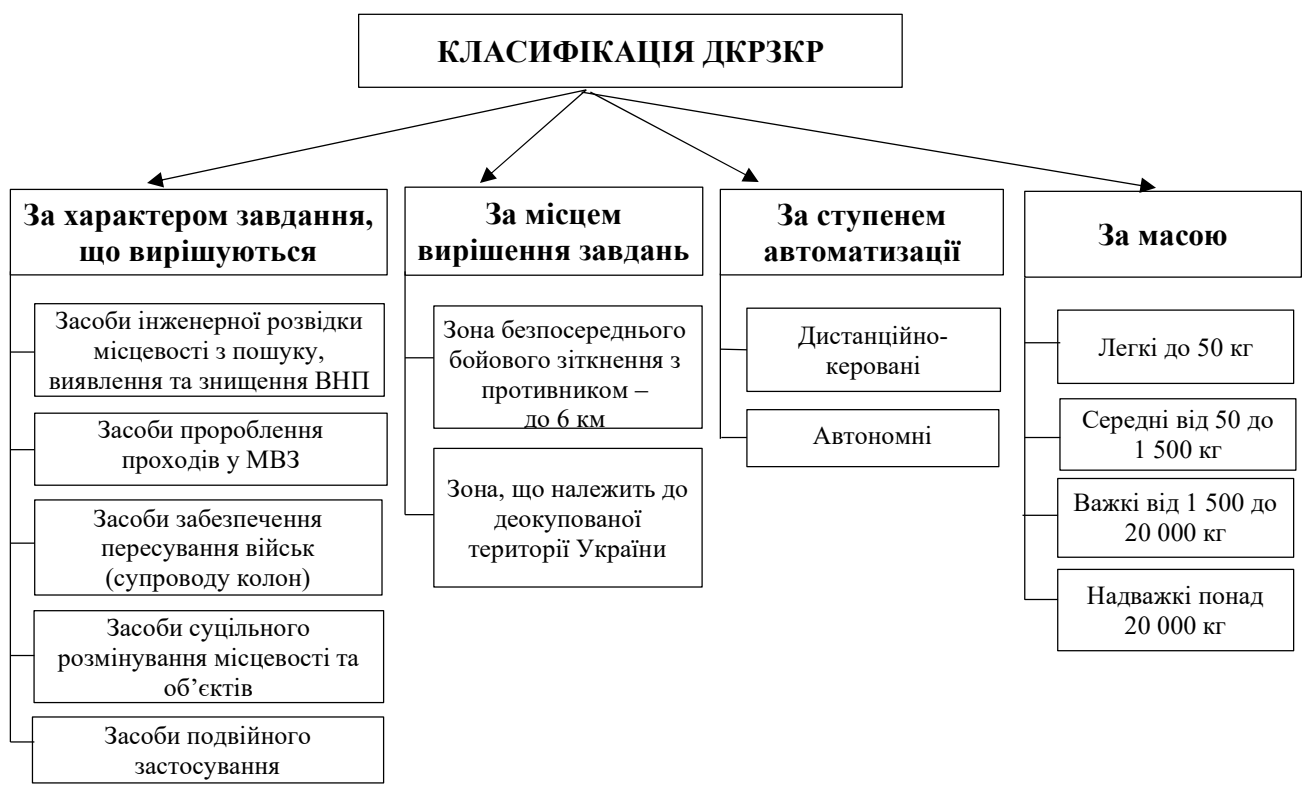 КЛАСИФІКАЦІЯ ДКРЗКР
За характером завдання,
що вирішуються
Засоби інженерної розвідки
місцевості з пошуку,
виявлення та знищення ВНП
Засоби пророблення
проходів у МВЗ
Засоби забезпечення
пересування військ
(супроводу колон)
Засоби суцільного
розмінування місцевості та
об’єктів
Засоби подвійного
застосування
За місцем
вирішення завдань
Зона безпосереднього
бойового зіткнення з
противником –
до 6 км
Зона, що належить до
деокупованої
території України
За ступенем
автоматизації
Дистанційно-
керовані
Автономні
За масою
Легкі до 50 кг
Середні від 50 до
1 500 кг
Важкі від 1 500 до
20 000 кг
Надважкі понад
20 000 кг